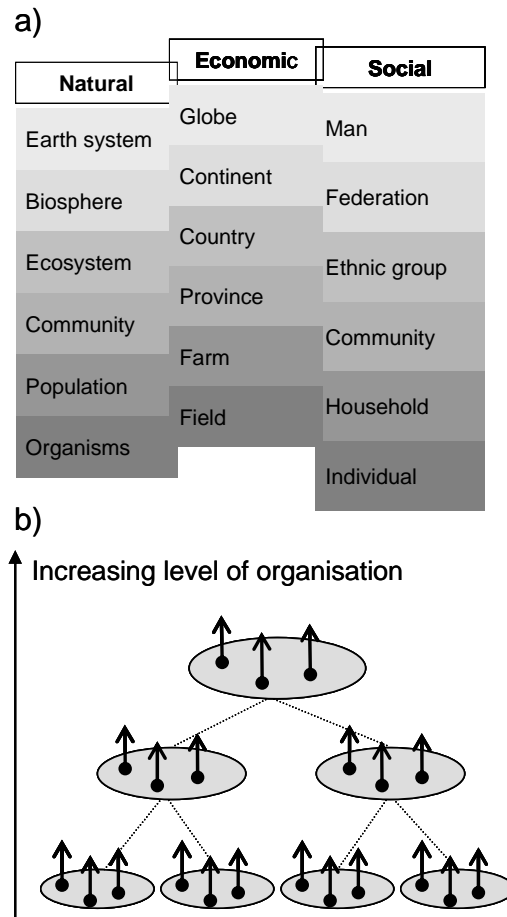 a)
Natural
Economic
Social
Earth system
Biosphere
Ecosystem
Community
Population
Organisms
Globe
Continent
Country
Province
Farm
Field
Man
Federation
Ethnic group
Community
Household
Individual
b)
Increasing level of organisation